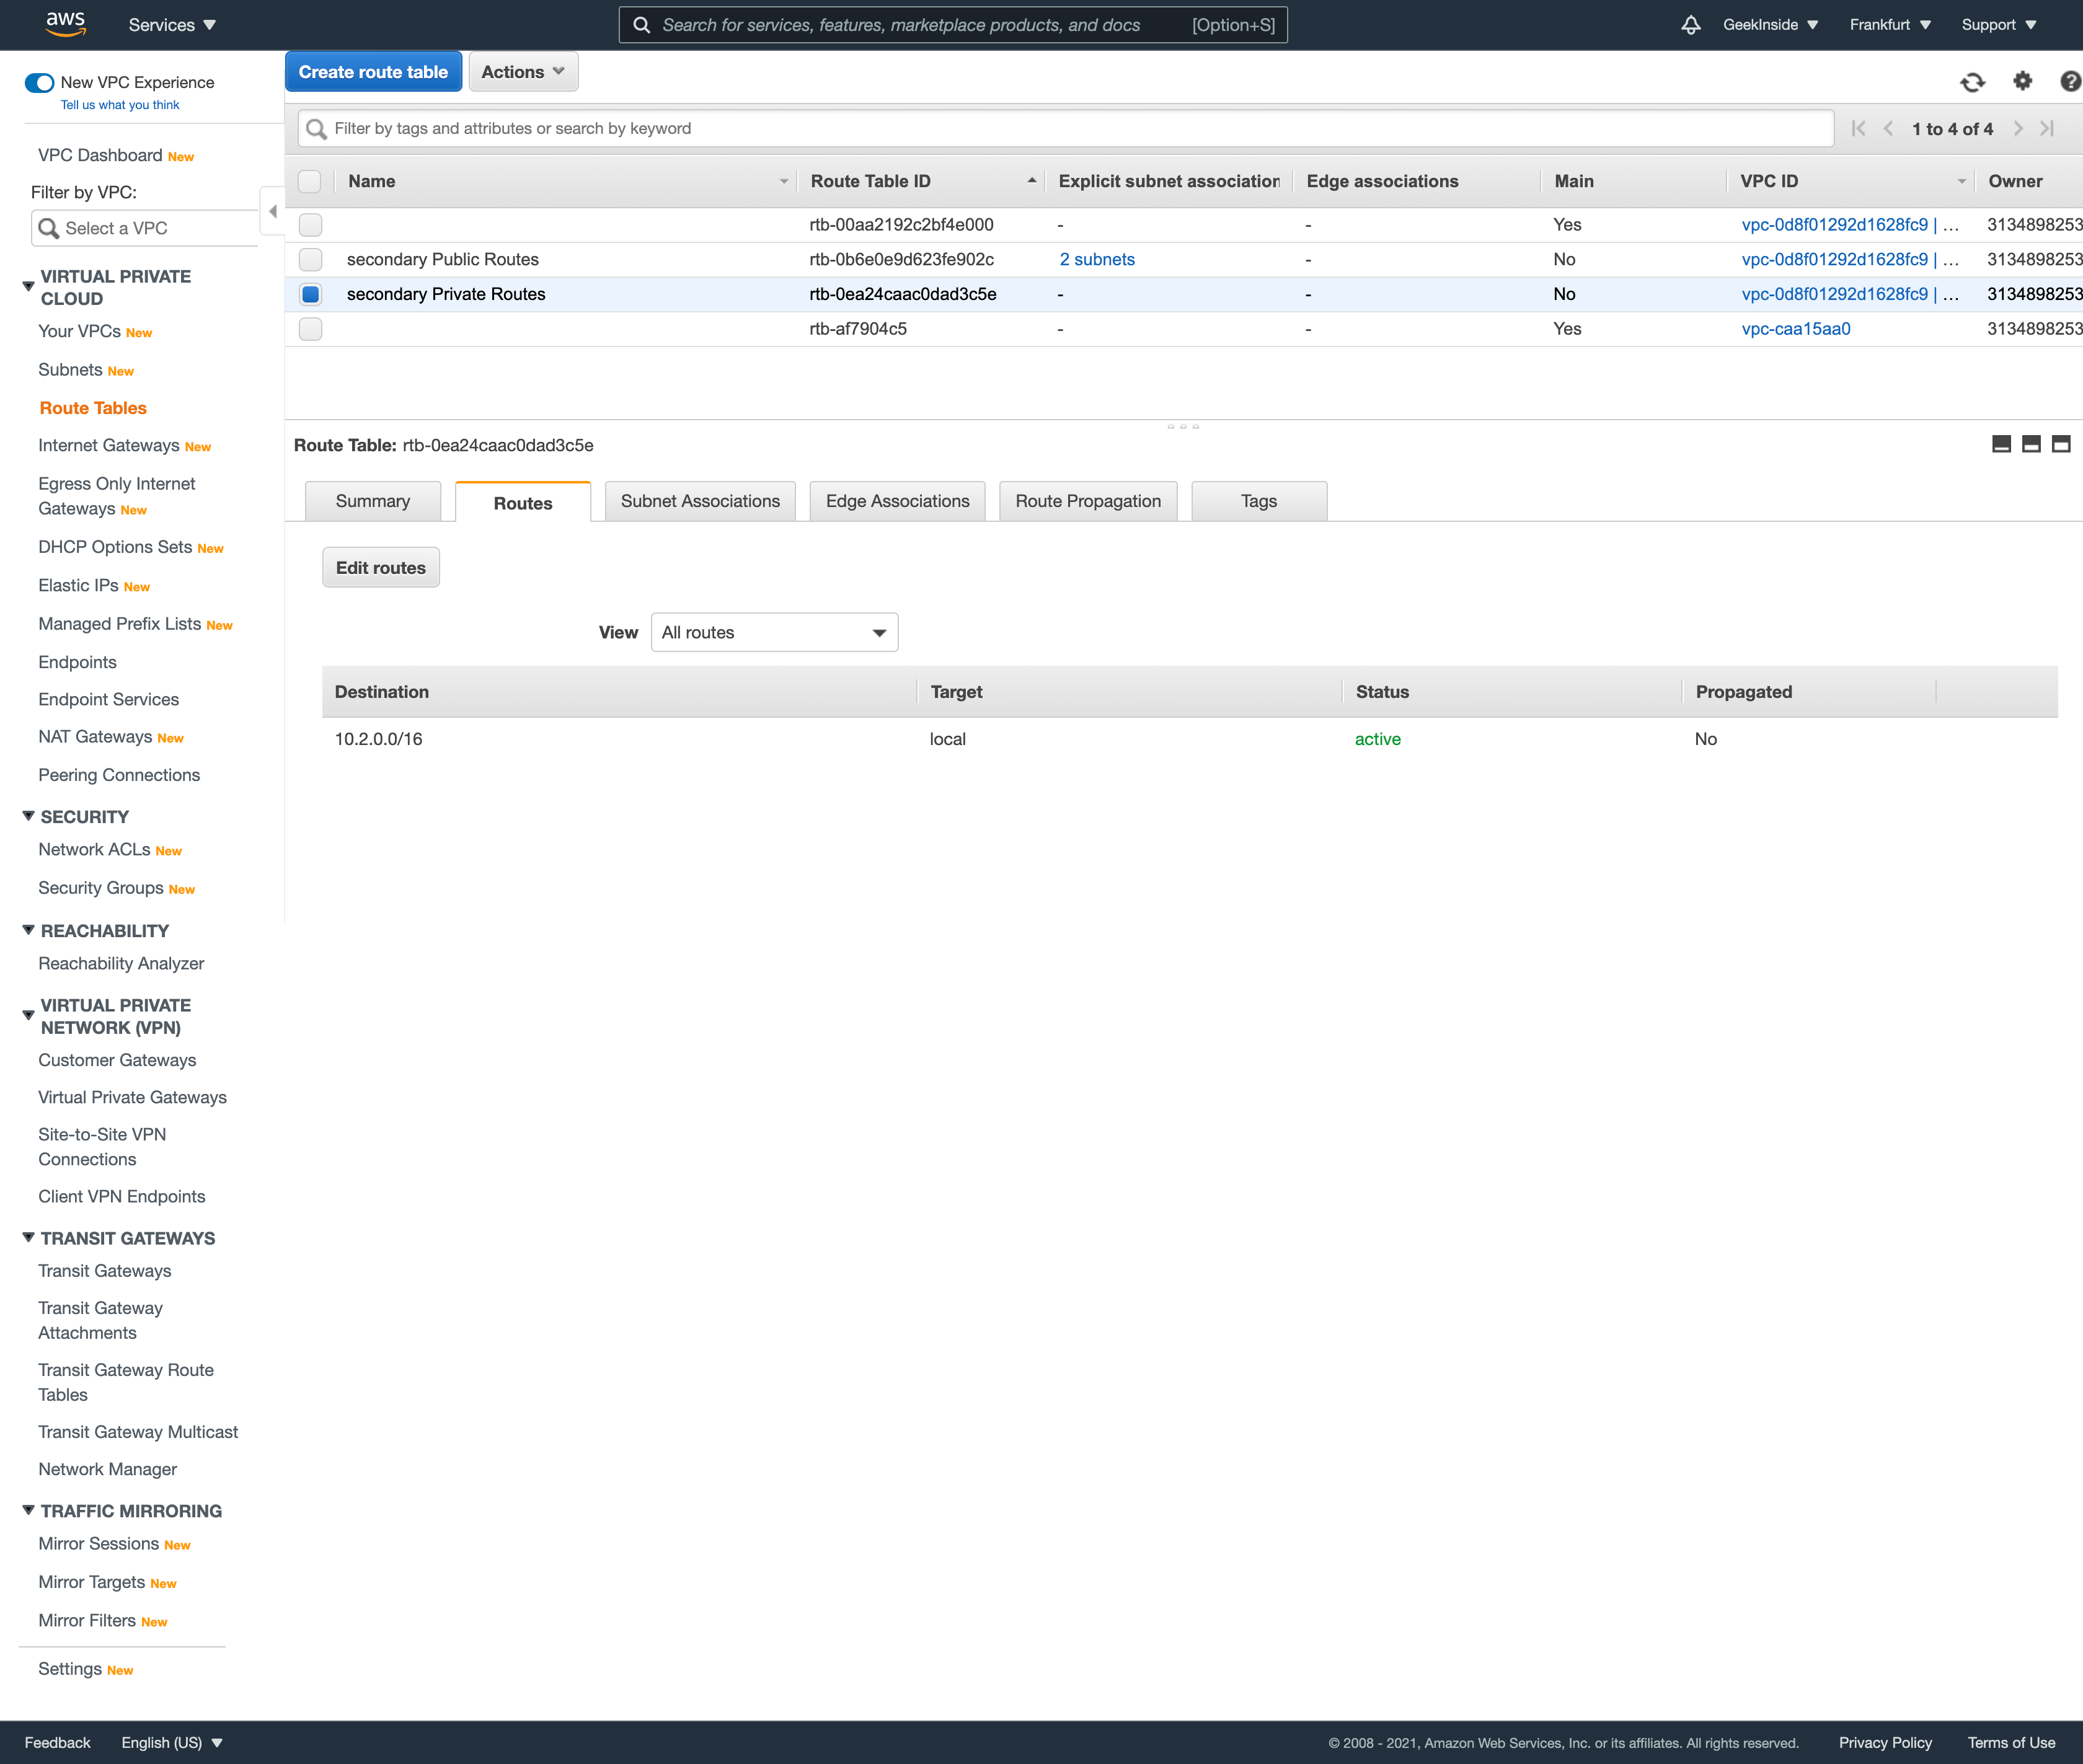 aws
Services
Search for services, features, marketplace products, and docs
[Option+S]
GeekInside
Frankfurt
Support
New VPC Experience
Tell us what you think
VPC Dashboard New
Filter by VPC:
Select a VPC
VIRTUAL PRIVATE
CLOUD
Your VPCs New
Subnets New
Route Tables
Internet Gateways New
Egress Only Internet
Gateways New
DHCP Options Sets New
Elastic IPs New
Managed Prefix Lists New
Endpoints
Endpoint Services
NAT Gateways New
Peering Connections
SECURITY
Network ACLs New
Security Groups New
REACHABILITY
Reachability Analyzer
VIRTUAL PRIVATE
NETWORK (VPN)
Customer Gateways
Virtual Private Gateways
Site-to-Site VPN
Connections
Client VPN Endpoints
TRANSIT GATEWAYS
Transit Gateways
Transit Gateway
Attachments
Transit Gateway Route
Tables
Transit Gateway Multicast
Network Manager
TRAFFIC MIRRORING
Mirror Sessions New
Mirror Targets New
Mirror Filters New
Settings New
Create route table
Actions
Filter by tags and attributes or search by keyword
1 to 4 of 4
Name Route Table ID Explicit subnet association Edge associations Main VPC ID Owner
rtb-00aa2192c2bf4e000 - - Yes vpc-0d8f01292d1628fc9 | ... 3134898253
secondary Public Routes rtb-0b6e0e9d623fe902c 2 subnets - No vpc-0d8f01292d1628fc9 | ... 3134898253
secondary Private Routes rtb-0ea24caac0dad3c5e - - No vpc-0d8f01292d1628fc9 | ... 3134898253
rtb-af7904c5 - - Yes vpc-caa15aa0 3134898253
Route Table: rtb-0ea24caac0dad3c5e
Summary
Routes
Subnet Associations
Edge Associations
Route Propagation
Tags
Edit routes
View All routes
Destination Target Status Propagated
10.2.0.0/16 local active No
Feedback
English (US)
© 2008 - 2021, Amazon Web Services, Inc. or its affiliates. All rights reserved.
Privacy Policy
Terms of Use